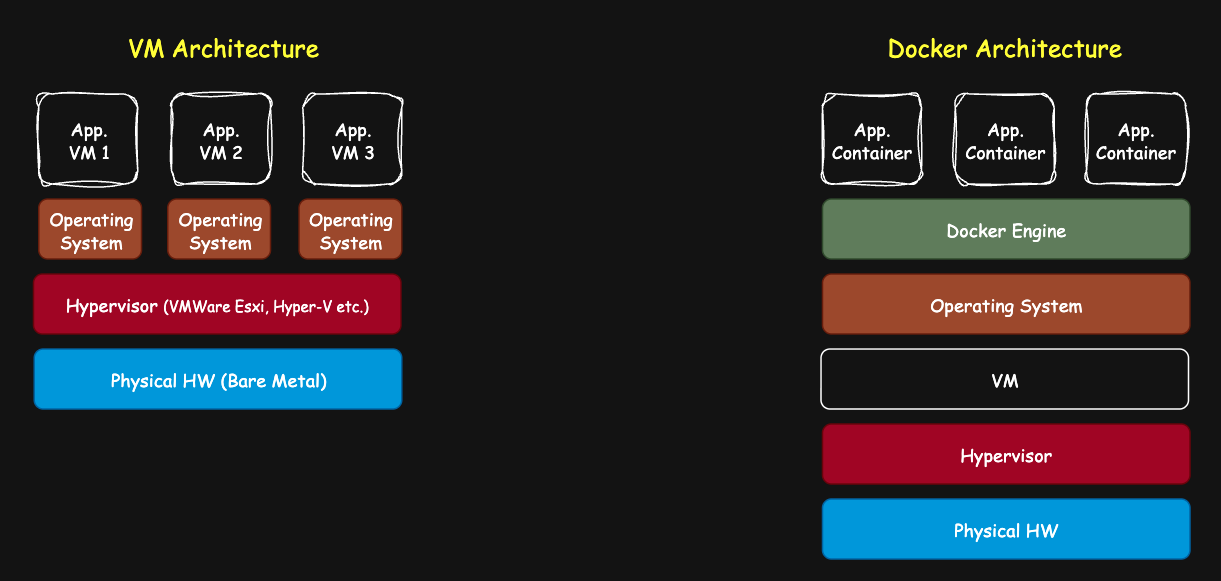 VM Architecture
App.
VM 1
App.
VM 2
App.
VM 3
Operating
System
Operating
System
Operating
System
Hypervisor (VMWare Esxi, Hyper-V etc.)
Physical HW (Bare Metal)
Docker Architecture
App.
Container
App.
Container
App.
Container
Docker Engine
Operating System
VM
Hypervisor
Physical HW